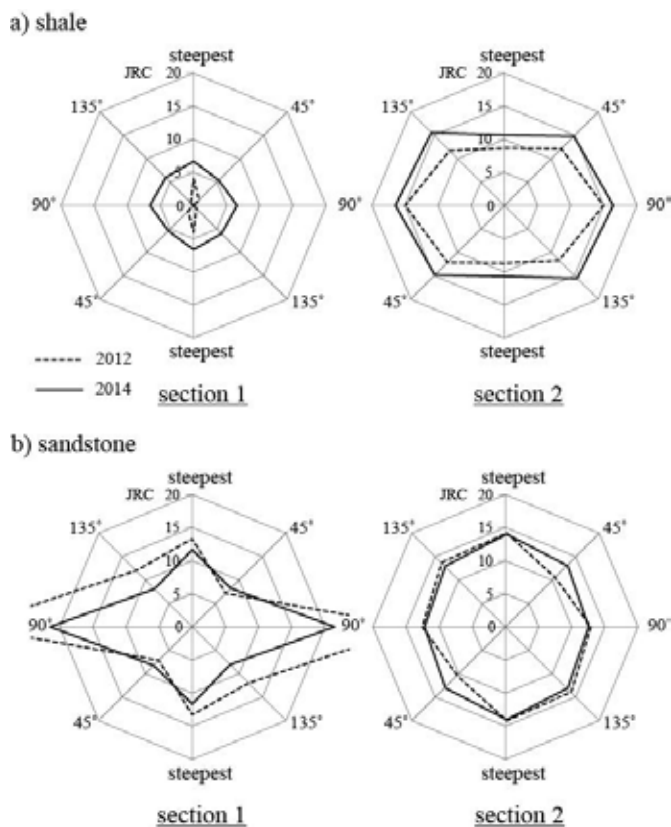 a) shale
steepest
JRC 20
135° 45°
15
10
5
90° 0
45° 135°
steepest
section 1
steepest
JRC 20
135° 45°
15
10
5
90° 0 90°
45° 135°
steepest
section 2
2012
2014
b) sandstone
steepest
JRC 20
135° 45°
15
10
5
90° 0 90°
45° 135°
steepest
section 1
steepest
JRC 20
135° 45°
15
10
5
90° 0 90°
45° 135°
steepest
section 2